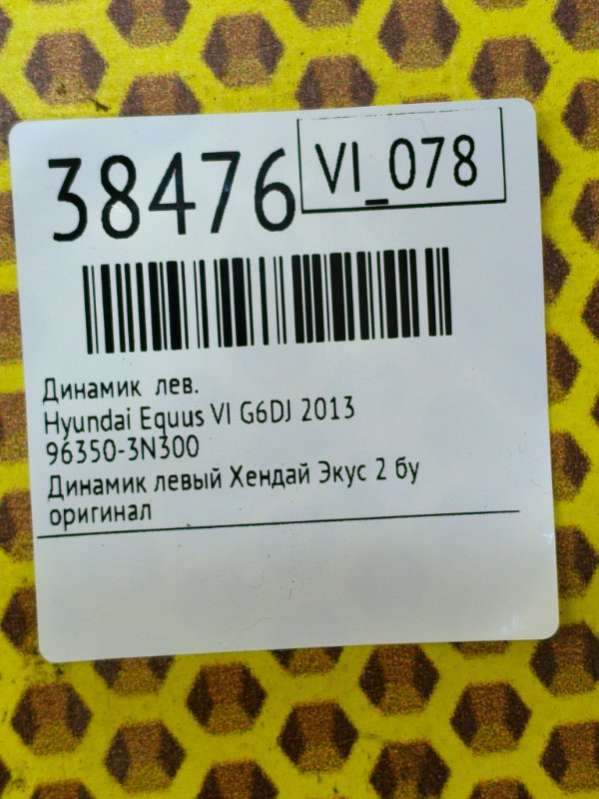 38476
VI_078
Динамик лев.
Hyundai Equus VI G6DJ 2013
96350-3N300
Динамик левый Хендай Экус 2 бу
оригинал